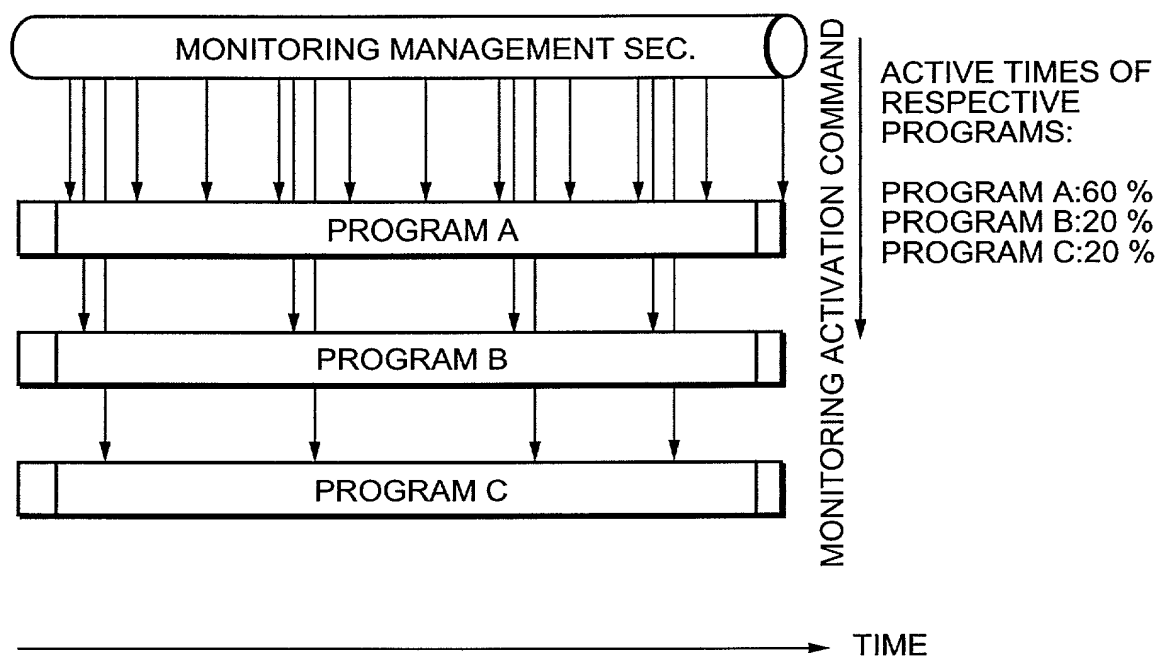 MONITORING MANAGEMENT SEC.
PROGRAM A
PROGRAM B
PROGRAM C
MONITORING ACTIVATION COMMAND
ACTIVE TIMES OF
RESPECTIVE
PROGRAMS:
PROGRAM A:60 %
PROGRAM B:20 %
PROGRAM C:20 %
TIME